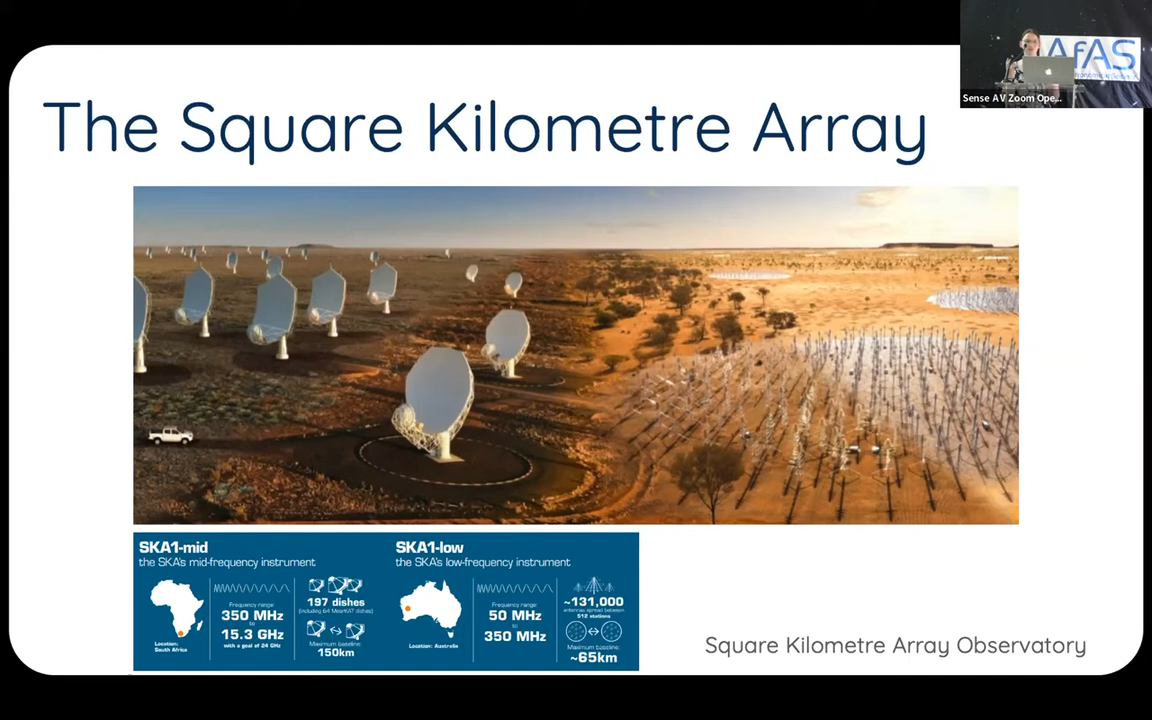 AfAS
Sense AV Zoom Ope...
The Square Kilometre Array
SKA1-mid
the SKA's mid-frequency instrument
Location:
South Africa
Frequency range:
350 MHz
to
15.3 GHz
with a goal of 24 GHz
197 dishes
(including 64 MeerKAT dishes)
Maximum baseline:
150km
SKA1-low
the SKA's low-frequency instrument
Location: Australia
Frequency range:
50 MHz
to
350 MHz
~131,000
antennas spread between
512 stations
Maximum baseline:
~65km
Square Kilometre Array Observatory